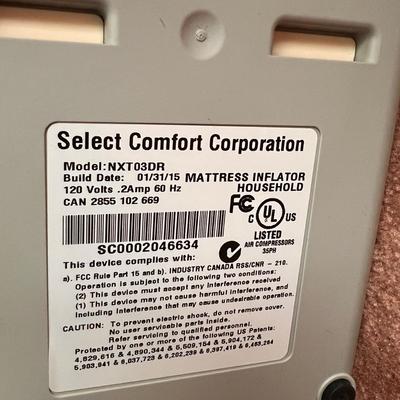 Select Comfort Corporation
Model: NXT03DR
Build Date: 01/31/15 MATTRESS INFLATOR
120 Volts .2Amp 60 Hz HOUSEHOLD
CAN 2855 102 669
FC UL US
LISTED
AIR COMPRESSORS
35PH
SC0002046634
This device complies with:
a). FCC Rule Part 15 and b). INDUSTRY CANADA RSS/CNR - 210.
Operation is subject to the following two conditions:
(1) This device may not cause harmful interference, and
(2) This device must accept any interference received
Including interference that may cause undesirable operation.
CAUTION: To prevent electric shock, do not remove cover.
No user serviceable parts inside.
Refer servicing to qualified personnel.
Protected by one or more of the following US Patents:
4,829,616 & 4,890,344 & 5,509,154 & 5,904,172 &
5,903,941 & 6,037,723 & 6,202,239 & 6,397,419 & 6,483,264